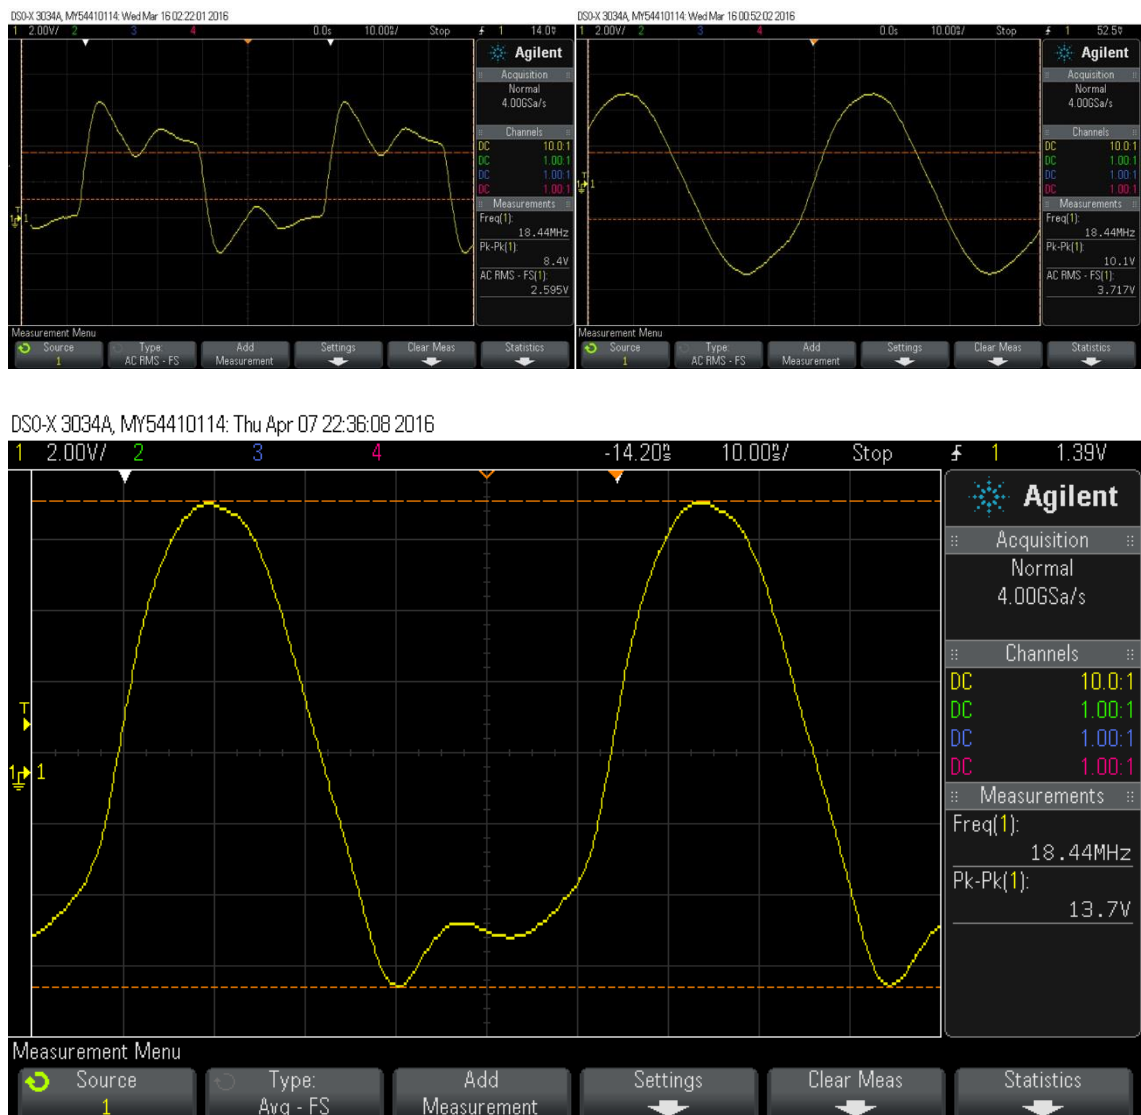 DSO-X 3034A, MY54410114: Wed Mar 16 02:22:01 2016
1 2.00V/ 2 3 4 0.0s 10.00ns/ Stop 1
Agilent
Acquisition
Normal
4.00GSa/s
Channels
DC 10.0:1
DC 1.00:1
DC 1.00:1
DC 1.00:1
Measurements
Freq(1):
18.44MHz
Pk-Pk(1):
8.4V
AC RMS - FS(1):
2.595V
T
1
Measurement Menu
Source
1
Type:
AC RMS - FS
Add
Measurement
Settings
Clear Meas
Statistics
DSO-X 3034A, MY54410114: Wed Mar 16 00:52:02 2016
1 2.00V/ 2 3 4 0.0s 10.00ns/ Stop 1
Agilent
Acquisition
Normal
4.00GSa/s
Channels
DC 10.0:1
DC 1.00:1
DC 1.00:1
DC 1.00:1
Measurements
Freq(1):
18.44MHz
Pk-Pk(1):
10.1V
AC RMS - FS(1):
3.717V
T
1
Measurement Menu
Source
1
Type:
AC RMS - FS
Add
Measurement
Settings
Clear Meas
Statistics
DSO-X 3034A, MY54410114: Thu Apr 07 22:36:08 2016
1 2.00V/ 2 3 4 -14.20ns 10.00ns/ Stop 1 1.39V
Agilent
Acquisition
Normal
4.00GSa/s
Channels
DC 10.0:1
DC 1.00:1
DC 1.00:1
DC 1.00:1
Measurements
Freq(1):
18.44MHz
Pk-Pk(1):
13.7V
T
1
Measurement Menu
Source
1
Type:
Avg - FS
Add
Measurement
Settings
Clear Meas
Statistics